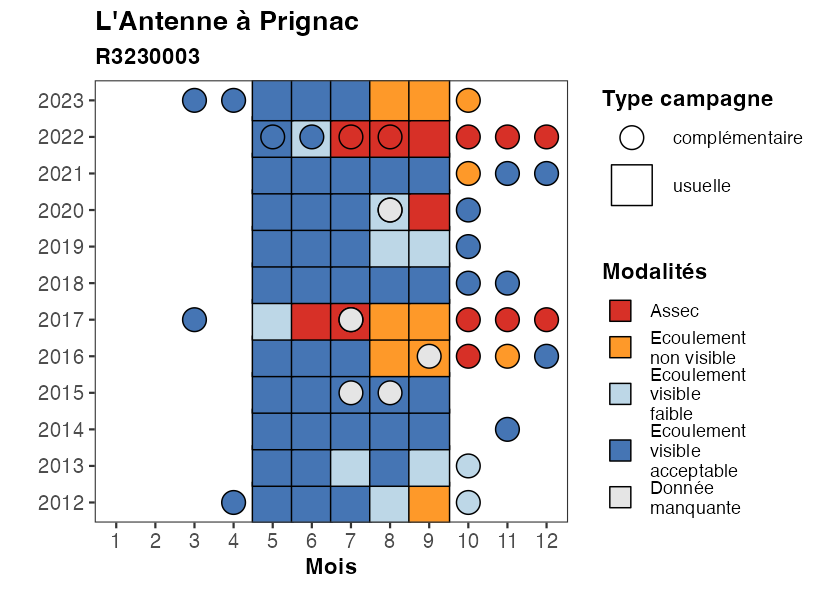 L'Antenne à Prignac
R3230003
2023
2022
2021
2020
2019
2018
2017
2016
2015
2014
2013
2012
1 2 3 4 5 6 7 8 9 10 11 12
Mois
Type campagne
complémentaire
usuelle
Modalités
Assec
Ecoulement
non visible
Ecoulement
visible
faible
Ecoulement
visible
acceptable
Donnée
manquante